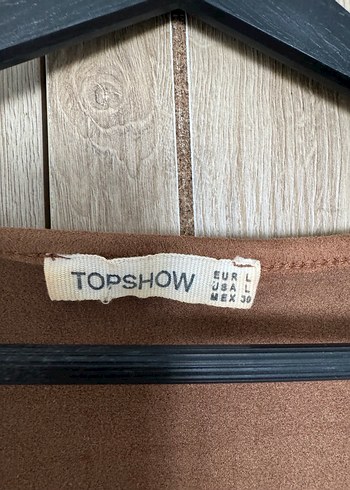 TOPSHOW
EUR L
USA L
MEX 30